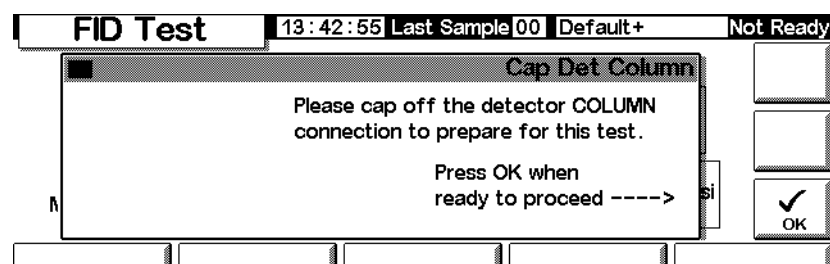 FID Test 13:42:55 Last Sample 00 Default+ Not Ready
Cap Det Column
Please cap off the detector COLUMN
connection to prepare for this test.
Press OK when
ready to proceed ---->
si
OK